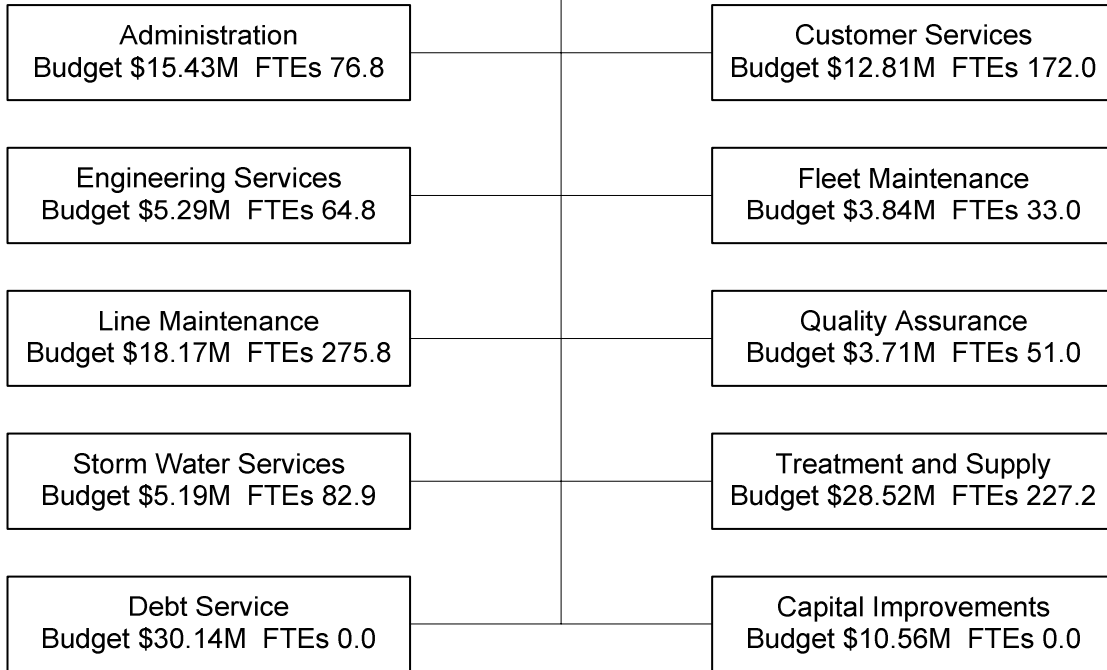 Administration
Budget $15.43M  FTEs 76.8
Customer Services
Budget $12.81M  FTEs 172.0
Engineering Services
Budget $5.29M  FTEs 64.8
Fleet Maintenance
Budget $3.84M  FTEs 33.0
Line Maintenance
Budget $18.17M  FTEs 275.8
Quality Assurance
Budget $3.71M  FTEs 51.0
Storm Water Services
Budget $5.19M  FTEs 82.9
Treatment and Supply
Budget $28.52M  FTEs 227.2
Debt Service
Budget $30.14M  FTEs 0.0
Capital Improvements
Budget $10.56M  FTEs 0.0